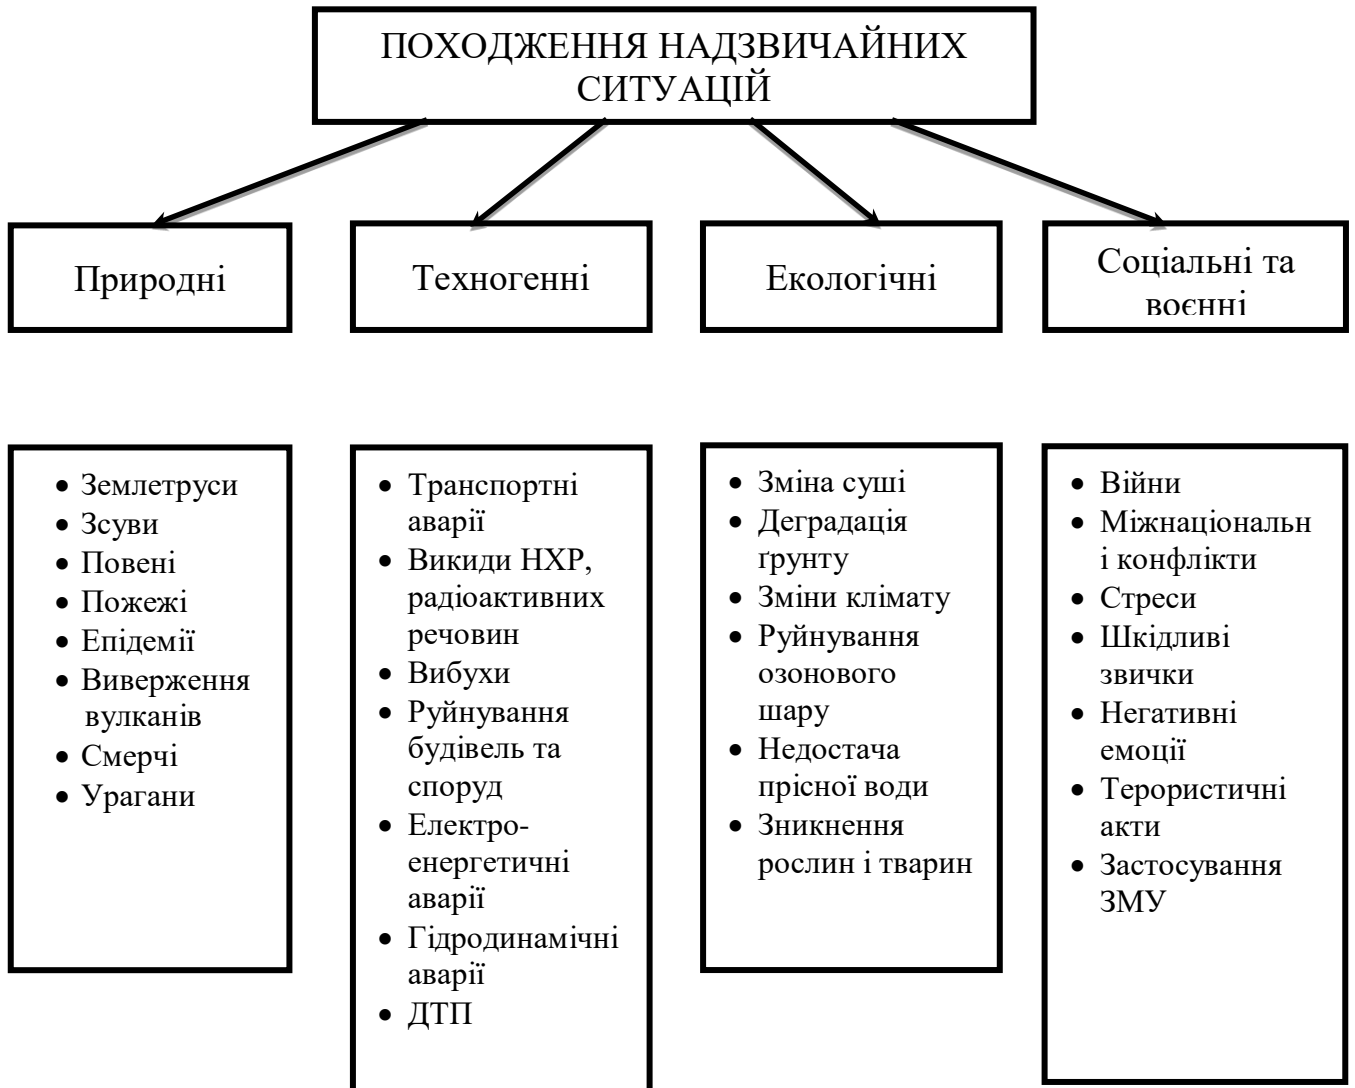 ПОХОДЖЕННЯ НАДЗВИЧАЙНИХ
СИТУАЦІЙ
Природні
Техногенні
Екологічні
Соціальні та
воєнні
• Землетруси
• Зсуви
• Повені
• Пожежі
• Епідемії
• Виверження
вулканів
• Смерчі
• Урагани
• Транспортні
аварії
• Викиди НХР,
радіоактивних
речовин
• Вибухи
• Руйнування
будівель та
споруд
• Електро-
енергетичні
аварії
• Гідродинамічні
аварії
• ДТП
• Зміна суші
• Деградація
ґрунту
• Зміни клімату
• Руйнування
озонового
шару
• Недостача
прісної води
• Зникнення
рослин і тварин
• Війни
• Міжнаціональн
і конфлікти
• Стреси
• Шкідливі
звички
• Негативні
емоції
• Терористичні
акти
• Застосування
ЗМУ